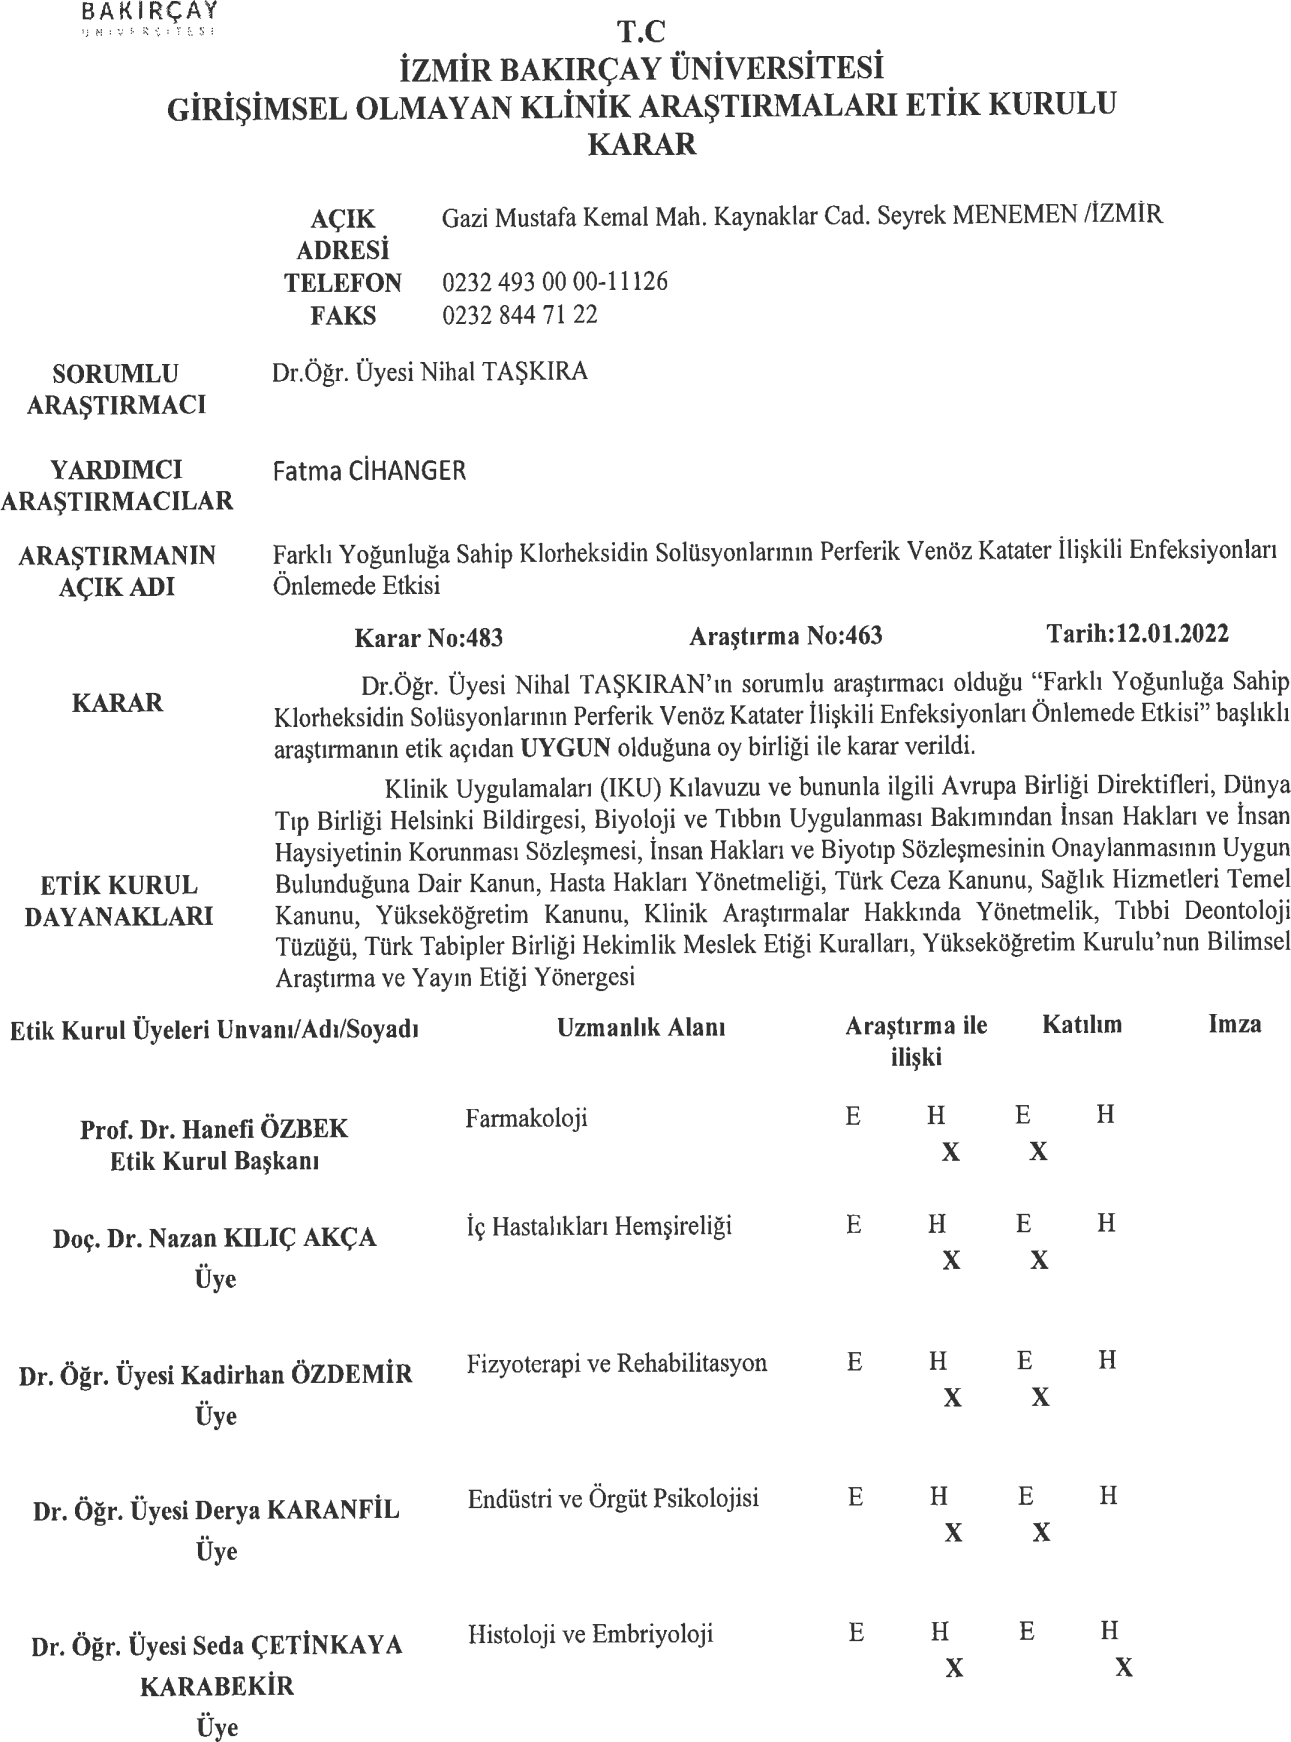 BAKIRÇAY
ÜNİVERSİTESİ
T.C
İZMİR BAKIRÇAY ÜNİVERSİTESİ
GİRİŞİMSEL OLMAYAN KLİNİK ARAŞTIRMALARI ETİK KURULU
KARAR
AÇIK ADRESİ Gazi Mustafa Kemal Mah. Kaynaklar Cad. Seyrek MENEMEN /İZMİR
TELEFON 0232 493 00 00-11126
FAKS 0232 844 71 22
SORUMLU ARAŞTIRMACI Dr.Öğr. Üyesi Nihal TAŞKIRA
YARDIMCI ARAŞTIRMACILAR Fatma CİHANGER
ARAŞTIRMANIN AÇIK ADI
Farklı Yoğunluğa Sahip Klorheksidin Solüsyonlarının Perferik Venöz Katater İlişkili Enfeksiyonları
Önlemede Etkisi
Karar No:483 Araştırma No:463 Tarih:12.01.2022
KARAR
Dr.Öğr. Üyesi Nihal TAŞKIRAN’ın sorumlu araştırmacı olduğu “Farklı Yoğunluğa Sahip
Klorheksidin Solüsyonlarının Perferik Venöz Katater İlişkili Enfeksiyonları Önlemede Etkisi” başlıklı
araştırmanın etik açıdan UYGUN olduğuna oy birliği ile karar verildi.
ETİK KURUL DAYANAKLARI
Klinik Uygulamaları (IKU) Kılavuzu ve bununla ilgili Avrupa Birliği Direktifleri, Dünya
Tıp Birliği Helsinki Bildirgesi, Biyoloji ve Tıbbın Uygulanması Bakımından İnsan Hakları ve İnsan
Haysiyetinin Korunması Sözleşmesi, İnsan Hakları ve Biyotıp Sözleşmesinin Onaylanmasının Uygun
Bulunduğuna Dair Kanun, Hasta Hakları Yönetmeliği, Türk Ceza Kanunu, Sağlık Hizmetleri Temel
Kanunu, Yükseköğretim Kanunu, Klinik Araştırmalar Hakkında Yönetmelik, Tıbbi Deontoloji
Tüzüğü, Türk Tabipler Birliği Hekimlik Meslek Etiği Kuralları, Yükseköğretim Kurulu’nun Bilimsel
Araştırma ve Yayın Etiği Yönergesi
Etik Kurul Üyeleri Unvanı/Adı/Soyadı Uzmanlık Alanı Araştırma ile ilişki Katılım Imza
Prof. Dr. Hanefi ÖZBEK Farmakoloji E H E H
Etik Kurul Başkanı X X
Doç. Dr. Nazan KILIÇ AKÇA İç Hastalıkları Hemşireliği E H E H
Üye X X
Dr. Öğr. Üyesi Kadirhan ÖZDEMİR Fizyoterapi ve Rehabilitasyon E H E H
Üye X X
Dr. Öğr. Üyesi Derya KARANFİL Endüstri ve Örgüt Psikolojisi E H E H
Üye X X
Dr. Öğr. Üyesi Seda ÇETİNKAYA Histoloji ve Embriyoloji E H E H
KARABEKİR X X
Üye